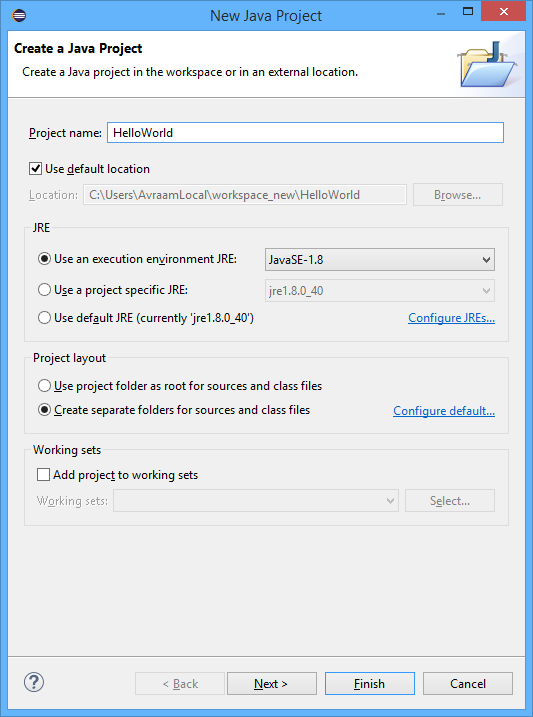 New Java Project
Create a Java Project
Create a Java project in the workspace or in an external location.
Project name: HelloWorld
Use default location
Location: C:\Users\AvraamLocal\workspace_new\HelloWorld Browse...
JRE
Use an execution environment JRE: JavaSE-1.8
Use a project specific JRE: jre1.8.0_40
Use default JRE (currently 'jre1.8.0_40') Configure JREs...
Project layout
Use project folder as root for sources and class files
Create separate folders for sources and class files Configure default...
Working sets
Add project to working sets
Working sets: Select...
? < Back Next > Finish Cancel